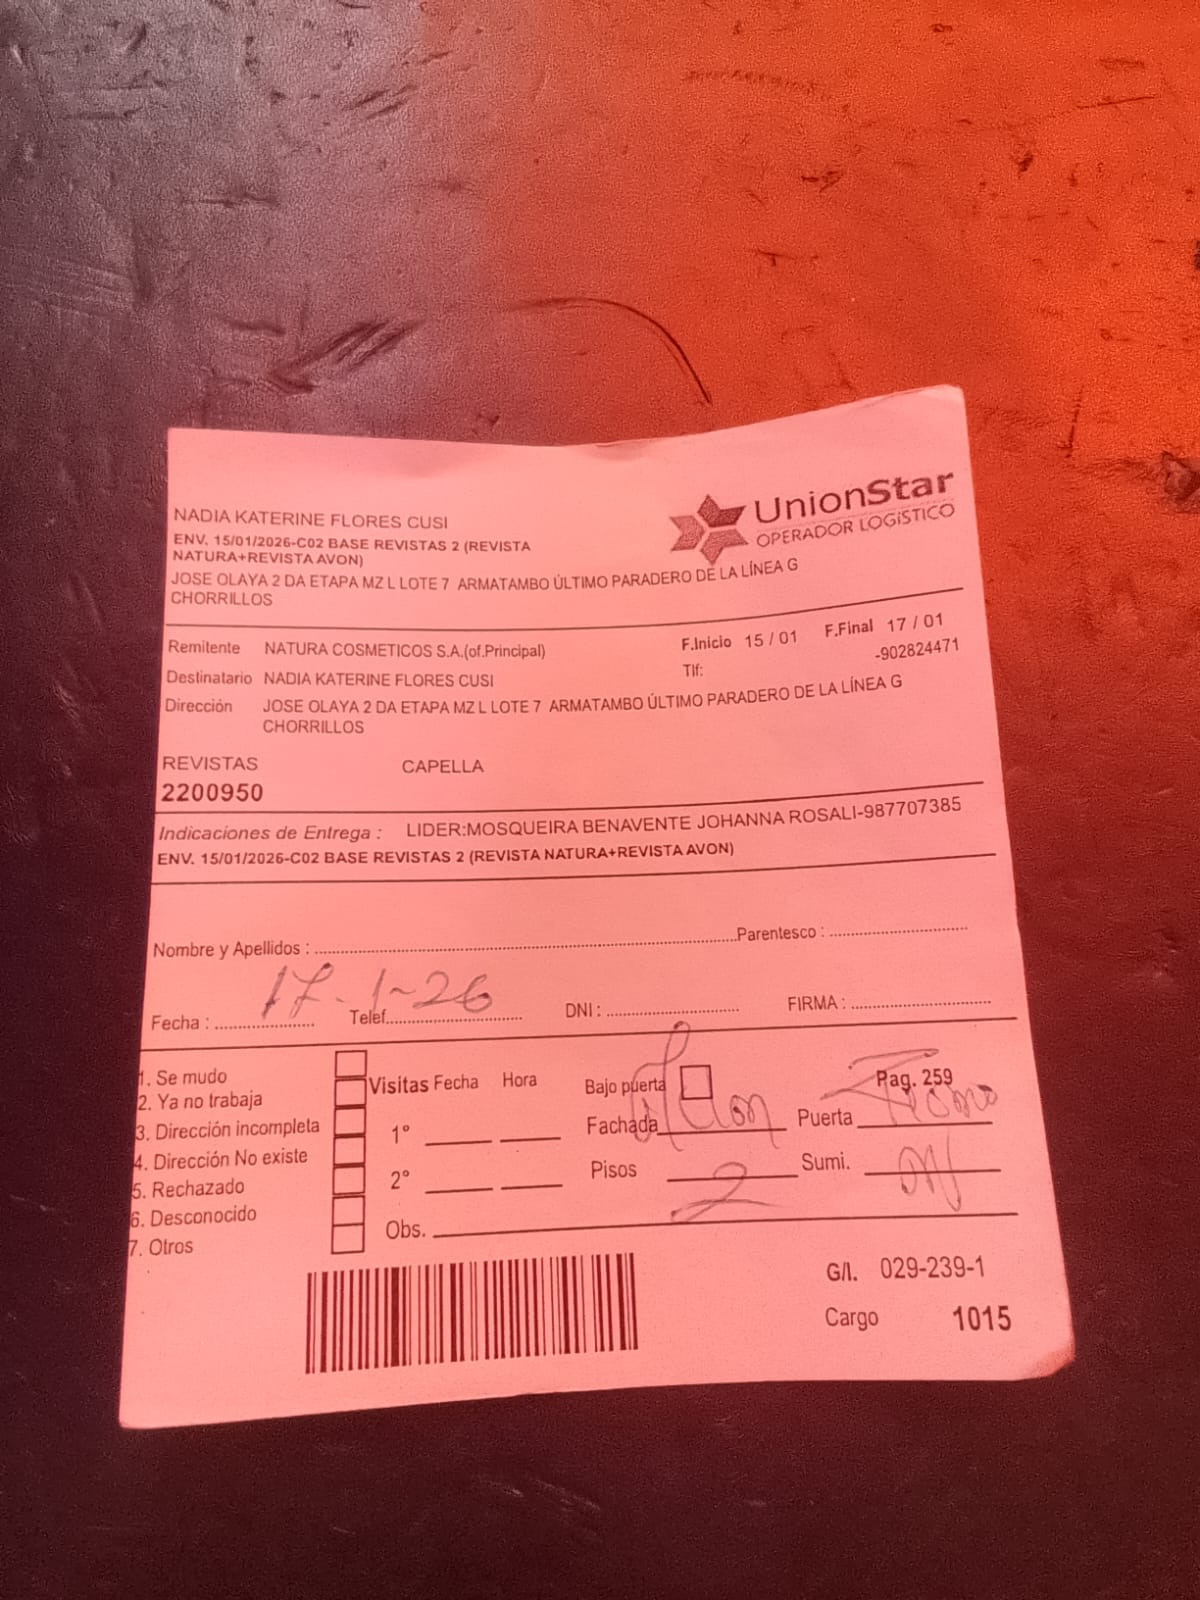 NADIA KATERINE FLORES CUSI
UnionStar
OPERADOR LOGÍSTICO
ENV. 15/01/2026-C02 BASE REVISTAS 2 (REVISTA
NATURA+REVISTA AVON)
JOSE OLAYA 2 DA ETAPA MZ L LOTE 7 ARMATAMBO ÚLTIMO PARADERO DE LA LÍNEA G
CHORRILLOS
Remitente NATURA COSMETICOS S.A.(of.Principal) F.Inicio 15 / 01 F.Final 17 / 01
Destinatario NADIA KATERINE FLORES CUSI Tlf: -902824471
Dirección JOSE OLAYA 2 DA ETAPA MZ L LOTE 7 ARMATAMBO ÚLTIMO PARADERO DE LA LÍNEA G
CHORRILLOS
REVISTAS CAPELLA
2200950
Indicaciones de Entrega : LIDER:MOSQUEIRA BENAVENTE JOHANNA ROSALI-987707385
ENV. 15/01/2026-C02 BASE REVISTAS 2 (REVISTA NATURA+REVISTA AVON)
Nombre y Apellidos : Parentesco :
17-1-26
Fecha : Telef. DNI : FIRMA :
1. Se mudo
2. Ya no trabaja
3. Dirección incompleta
4. Dirección No existe
5. Rechazado
6. Desconocido
7. Otros
Visitas Fecha Hora
1°
2°
Obs.
Bajo puerta Pag. 259
Fachada Puerta
Pisos 2 Sumi.
G/I. 029-239-1
Cargo 1015